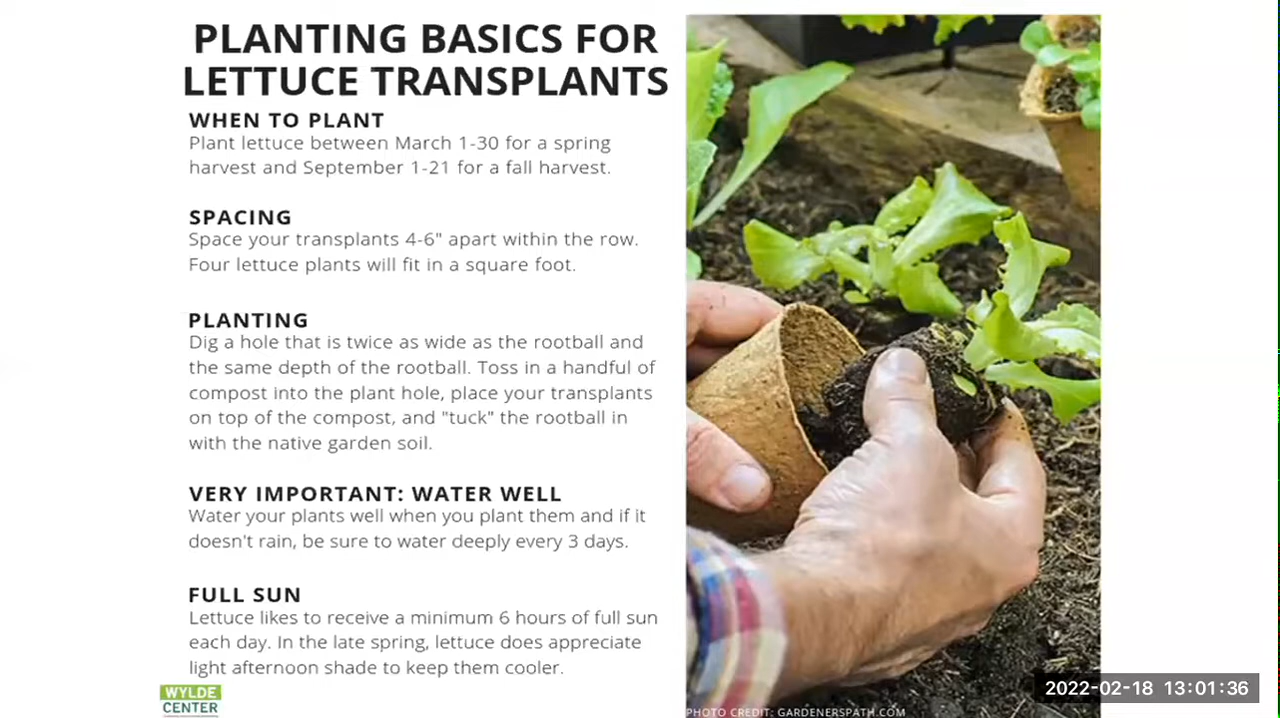 PLANTING BASICS FOR
LETTUCE TRANSPLANTS
WHEN TO PLANT
Plant lettuce between March 1-30 for a spring
harvest and September 1-21 for a fall harvest.
SPACING
Space your transplants 4-6" apart within the row.
Four lettuce plants will fit in a square foot.
PLANTING
Dig a hole that is twice as wide as the rootball and
the same depth of the rootball. Toss in a handful of
compost into the plant hole, place your transplants
on top of the compost, and "tuck" the rootball in
with the native garden soil.
VERY IMPORTANT: WATER WELL
Water your plants well when you plant them and if it
doesn't rain, be sure to water deeply every 3 days.
FULL SUN
Lettuce likes to receive a minimum 6 hours of full sun
each day. In the late spring, lettuce does appreciate
light afternoon shade to keep them cooler.
WYLDE
CENTER
PHOTO CREDIT: GARDENERSPATH.COM
2022-02-18 13:01:36